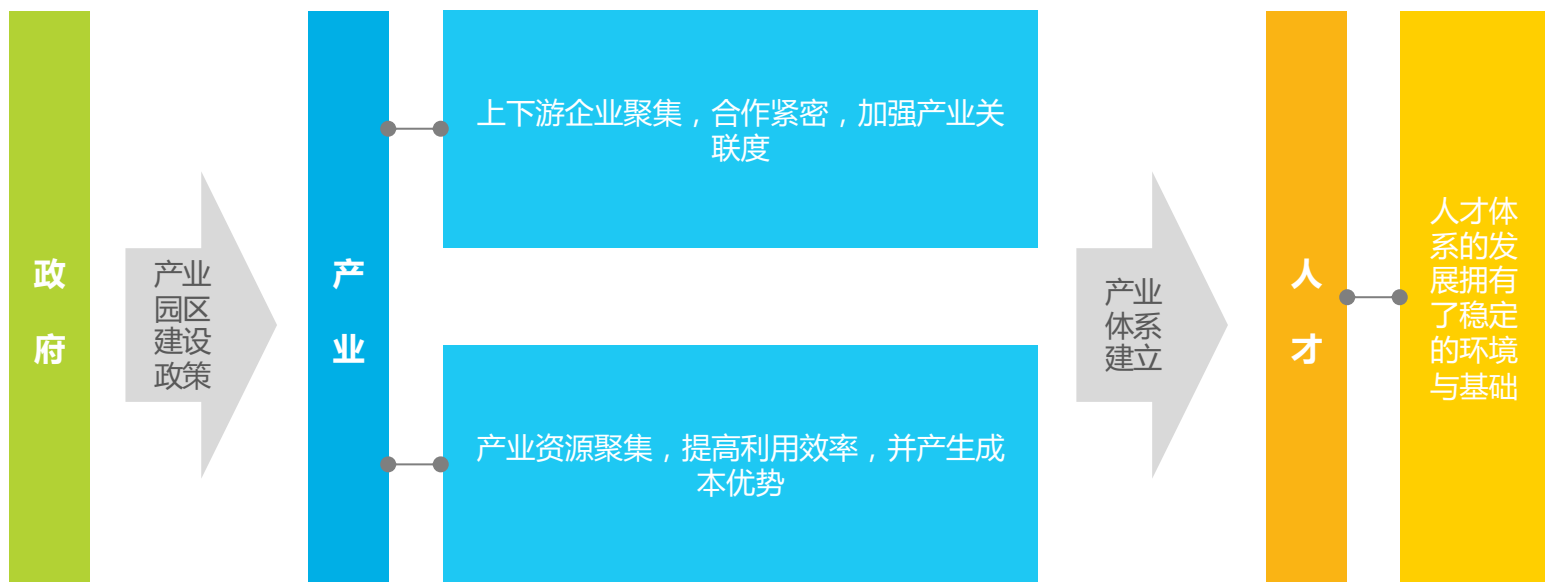 政
府
产业
园区
建设
政策
产
业
上下游企业聚集，合作紧密，加强产业关
联度
产业资源聚集，提高利用效率，并产生成
本优势
产业
体系
建立
人
才
人才体
系的发
展拥有
了稳定
的环境
与基础